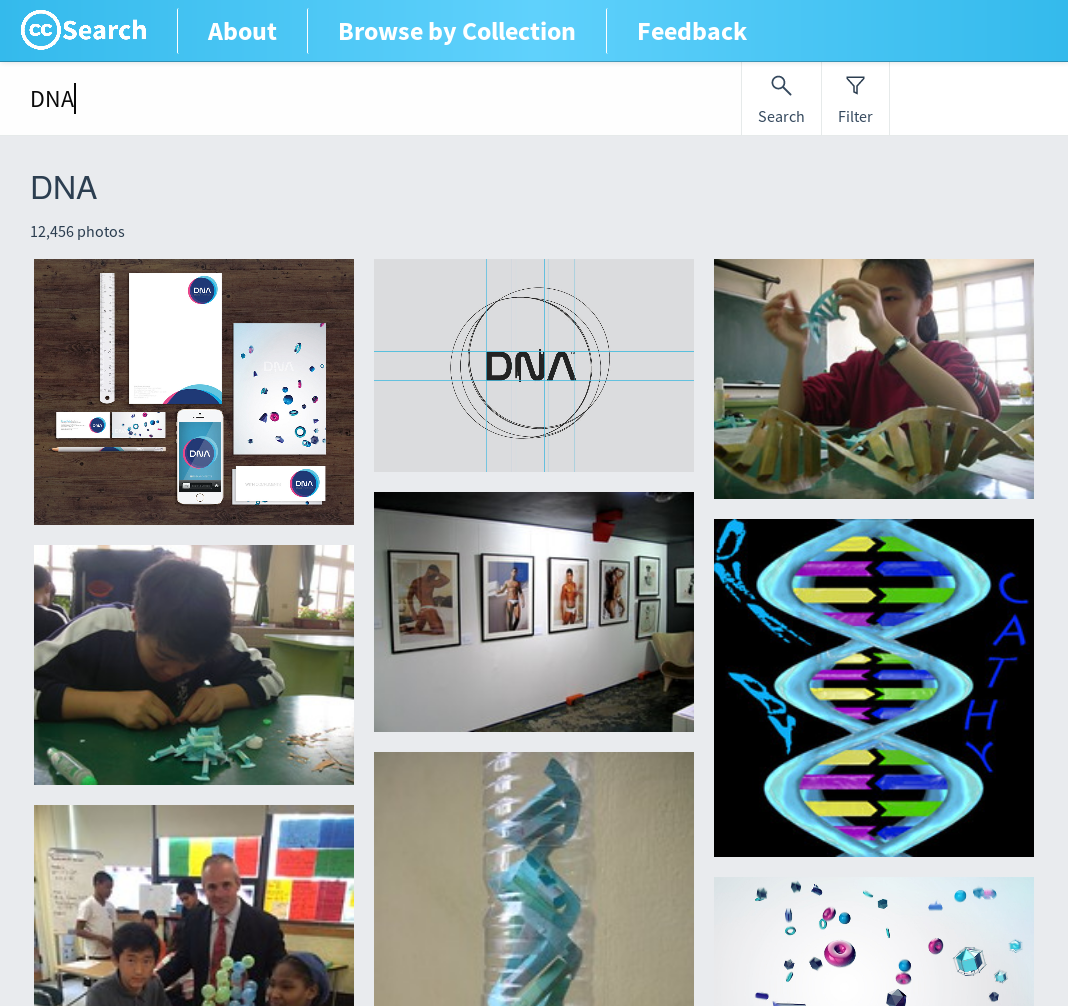 cc Search
About
Browse by Collection
Feedback
DNA
Search
Filter
DNA
12,456 photos
DNA
DNA
DNA
DNA
DNA
DNA
DNA
CATHY